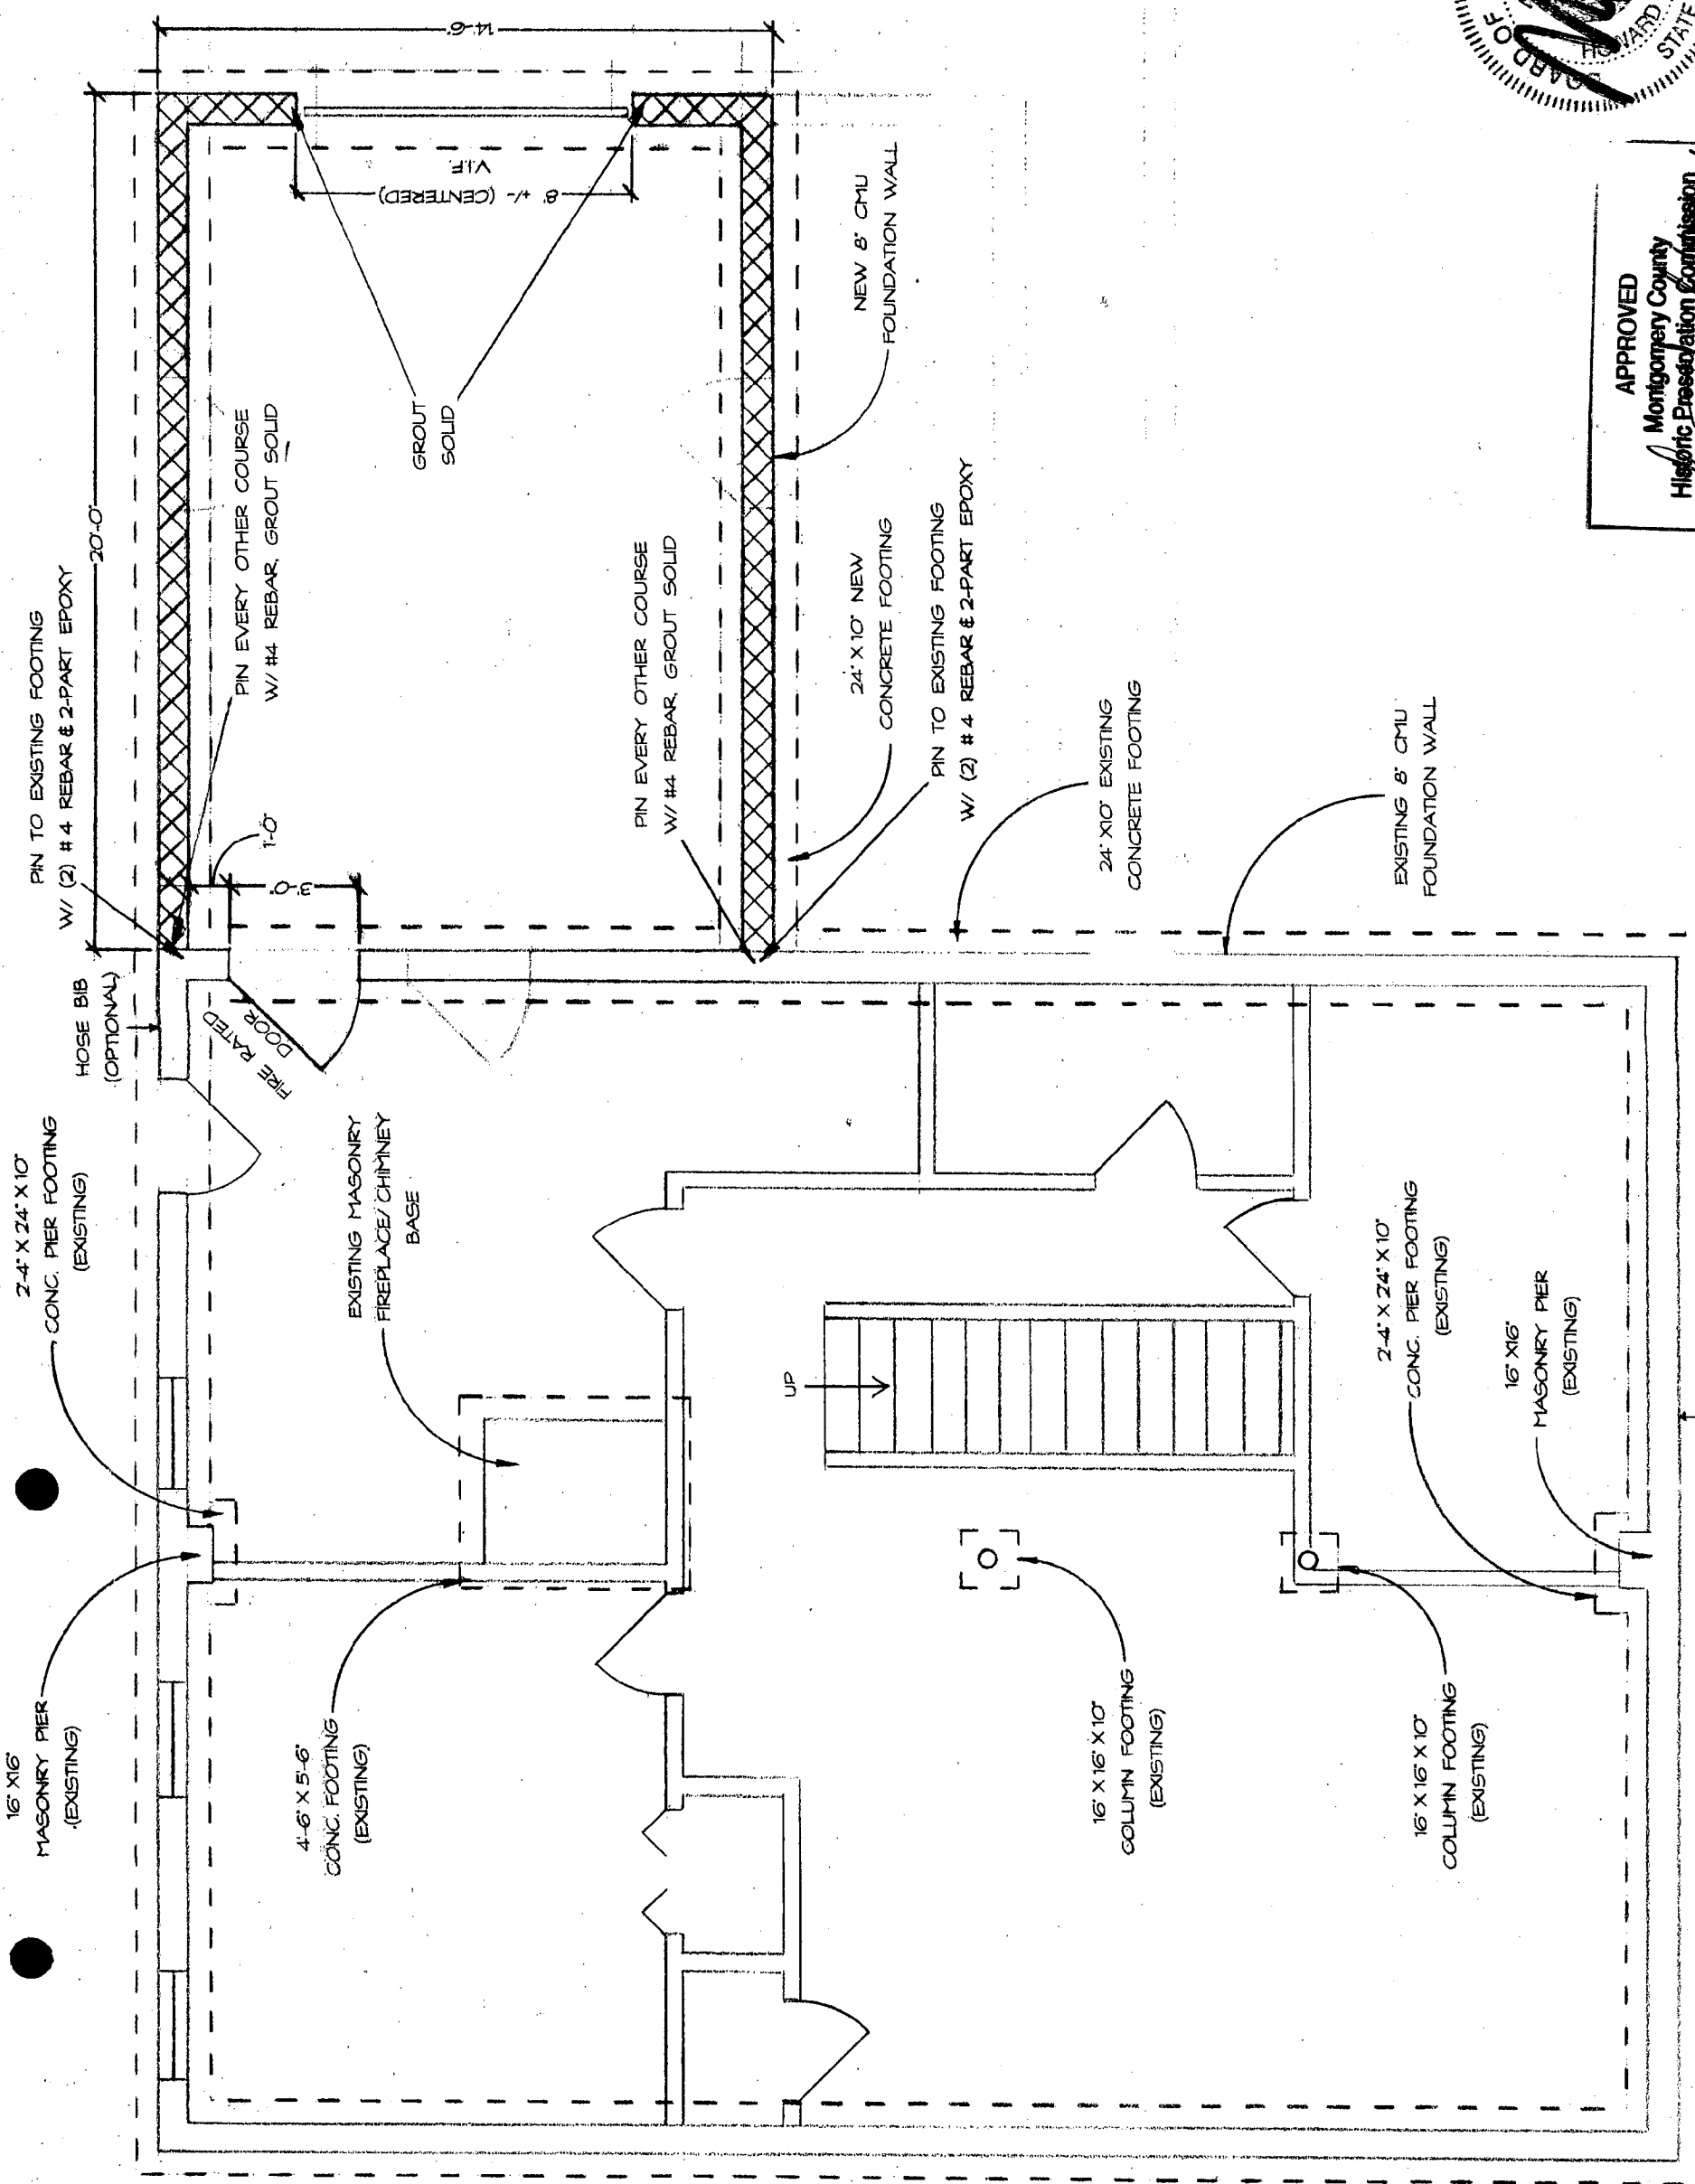 16" X16"
MASONRY PIER
(EXISTING)
2'-4" X 24" X 10"
CONC. PIER FOOTING
(EXISTING)
HOSE BIB
(OPTIONAL)
PIN TO EXISTING FOOTING
W/ (2) # 4 REBAR & 2-PART EPOXY
20'-0"
14'-6"
PIN EVERY OTHER COURSE
W/ #4 REBAR, GROUT SOLID
1'-0"
3'-0"
FIRE RATED
DOOR
8' +/- (CENTERED)
V.I.F.
GROUT
SOLID
EXISTING MASONRY
FIREPLACE/ CHIMNEY
BASE
4'-6" X 5'-6"
CONC. FOOTING
(EXISTING)
PIN EVERY OTHER COURSE
W/ #4 REBAR, GROUT SOLID
NEW 8" CMU
FOUNDATION WALL
24" X 10" NEW
CONCRETE FOOTING
PIN TO EXISTING FOOTING
W/ (2) # 4 REBAR & 2-PART EPOXY
UP
24" X10" EXISTING
CONCRETE FOOTING
EXISTING 8" CMU
FOUNDATION WALL
16" X 16" X 10"
COLUMN FOOTING
(EXISTING)
16" X 16" X 10"
COLUMN FOOTING
(EXISTING)
2'-4" X 24" X 10"
CONC. PIER FOOTING
(EXISTING)
16" X16"
MASONRY PIER
(EXISTING)
APPROVED
Montgomery County
Historic Preservation Commission
BOARD OF
HOWARD
STATE